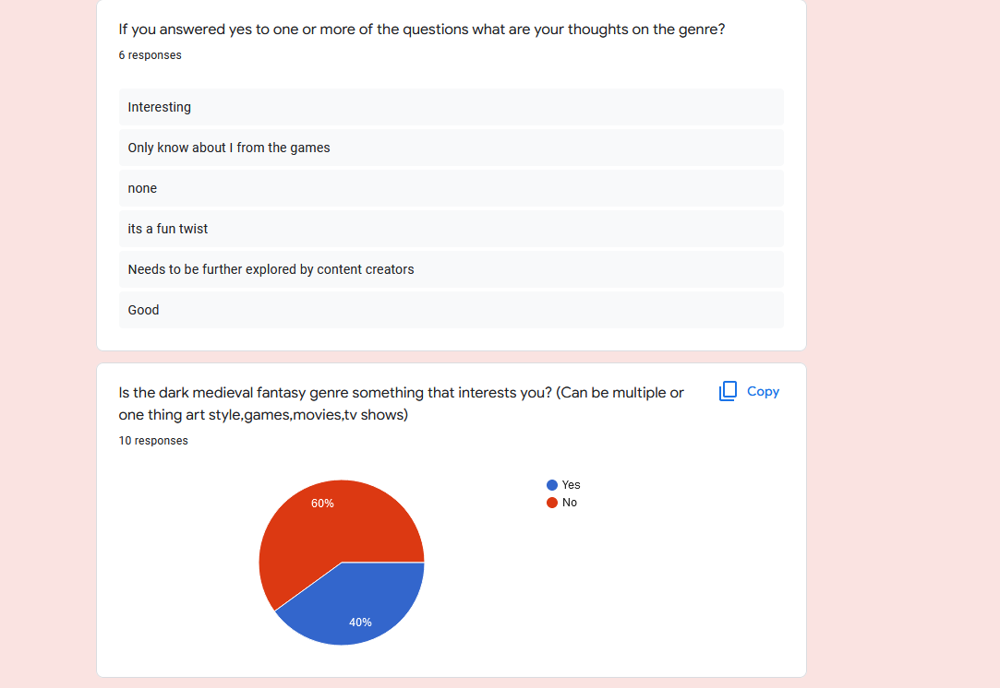 If you answered yes to one or more of the questions what are your thoughts on the genre?
6 responses
Interesting
Only know about I from the games
none
its a fun twist
Needs to be further explored by content creators
Good
Is the dark medieval fantasy genre something that interests you? (Can be multiple or
one thing art style,games,movies,tv shows)
Copy
10 responses
Yes
No
60%
40%